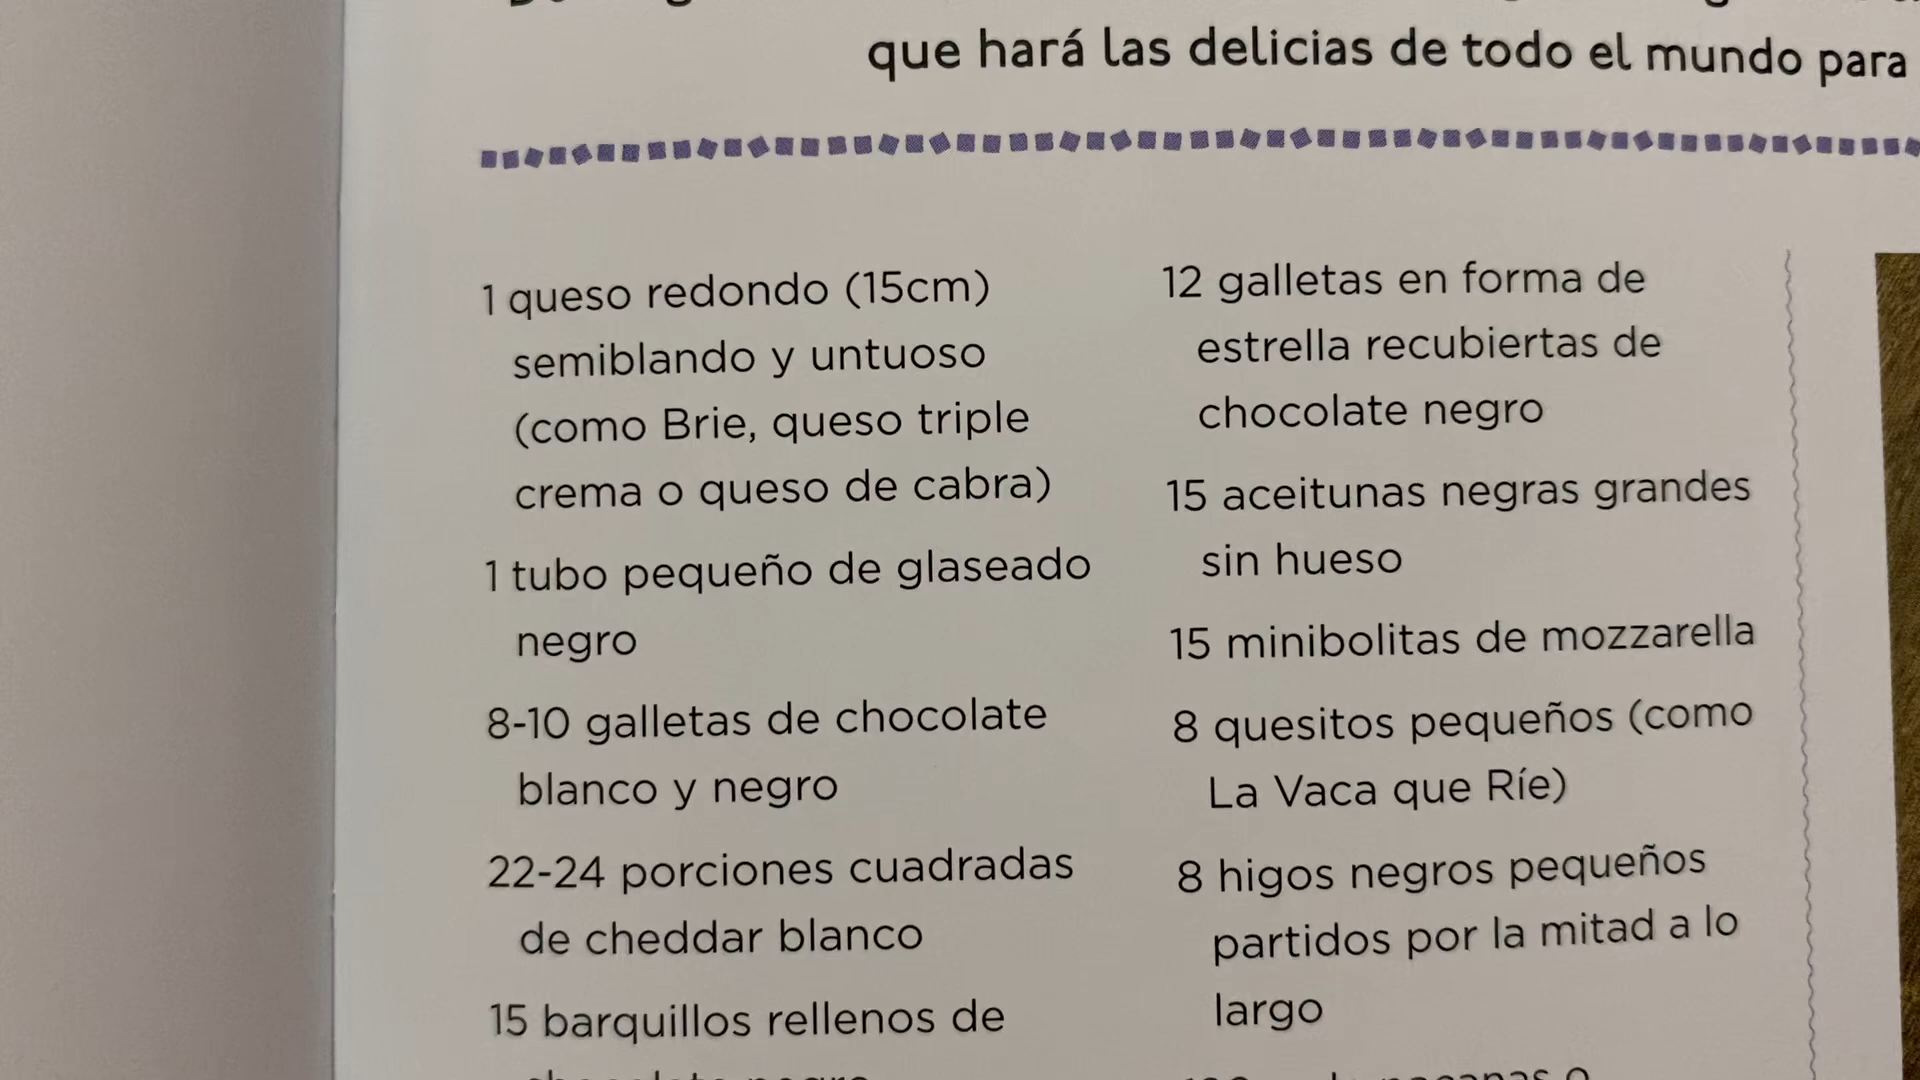 que hará las delicias de todo el mundo para
1 queso redondo (15cm)
semiblando y untuoso
(como Brie, queso triple
crema o queso de cabra)
1 tubo pequeño de glaseado
negro
8-10 galletas de chocolate
blanco y negro
22-24 porciones cuadradas
de cheddar blanco
15 barquillos rellenos de
chocolate negro
12 galletas en forma de
estrella recubiertas de
chocolate negro
15 aceitunas negras grandes
sin hueso
15 minibolitas de mozzarella
8 quesitos pequeños (como
La Vaca que Ríe)
8 higos negros pequeños
partidos por la mitad a lo
largo